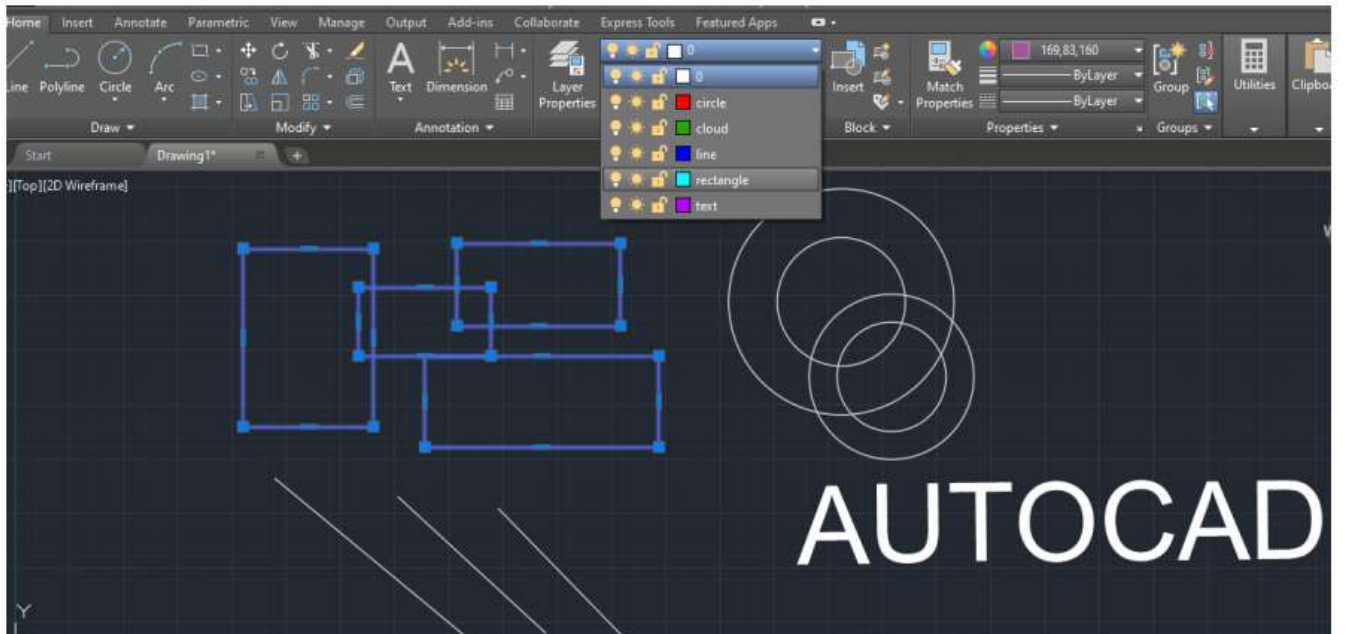 Home Insert Annotate Parametric View Manage Output Add-ins Collaborate Express Tools Featured Apps
0
169,83,160
0
ByLayer
Line Polyline Circle Arc Text Dimension Layer Properties circle Insert Match Properties ByLayer Group Utilities
Draw Modify Annotation cloud Block Properties Groups
Start Drawing1* line
[Top][2D Wireframe] rectangle
text
AUTOCAD
Y